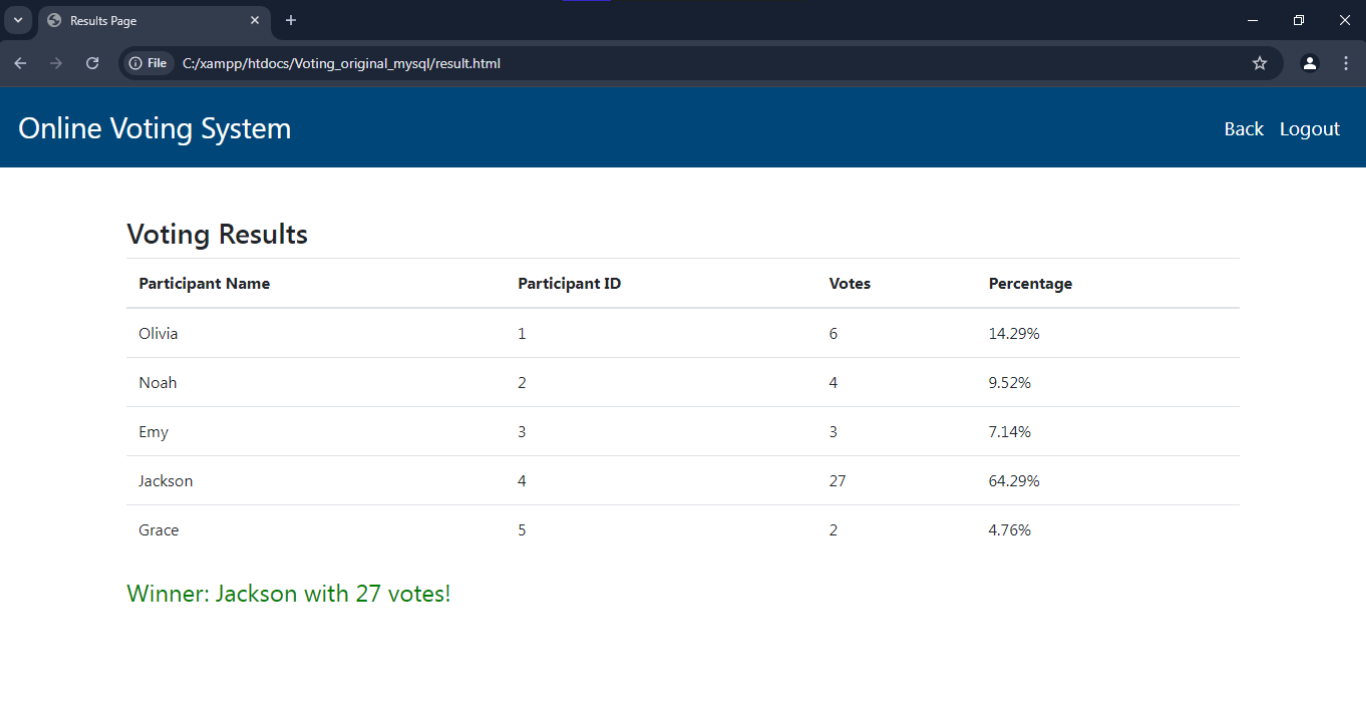 Results Page
File C:/xampp/htdocs/Voting_original_mysql/result.html
Online Voting System Back Logout
Voting Results
Participant Name Participant ID Votes Percentage
Olivia 1 6 14.29%
Noah 2 4 9.52%
Emy 3 3 7.14%
Jackson 4 27 64.29%
Grace 5 2 4.76%
Winner: Jackson with 27 votes!